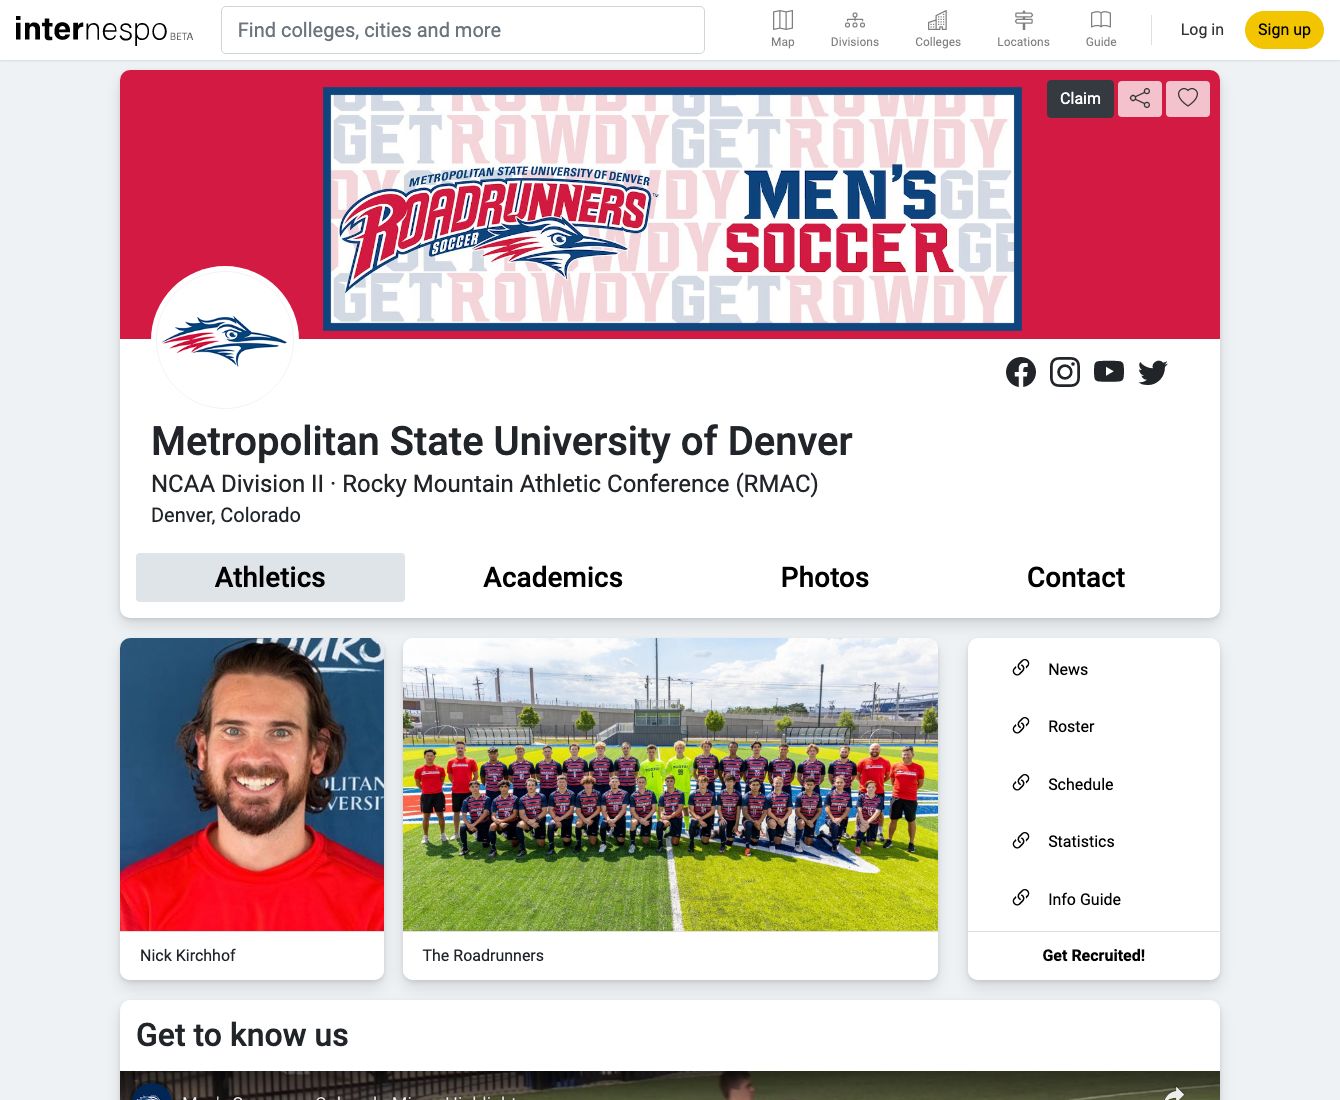 internespo BETA
Find colleges, cities and more
Map
Divisions
Colleges
Locations
Guide
Log in
Sign up
Claim
GET ROWDY GET ROWDY
GET ROWDY GET ROWDY
METROPOLITAN STATE UNIVERSITY OF DENVER
ROADRUNNERS
SOCCER
MEN'S
SOCCER
GET ROWDY GET ROWDY
Metropolitan State University of Denver
NCAA Division II · Rocky Mountain Athletic Conference (RMAC)
Denver, Colorado
Athletics
Academics
Photos
Contact
Nick Kirchhof
The Roadrunners
News
Roster
Schedule
Statistics
Info Guide
Get Recruited!
Get to know us